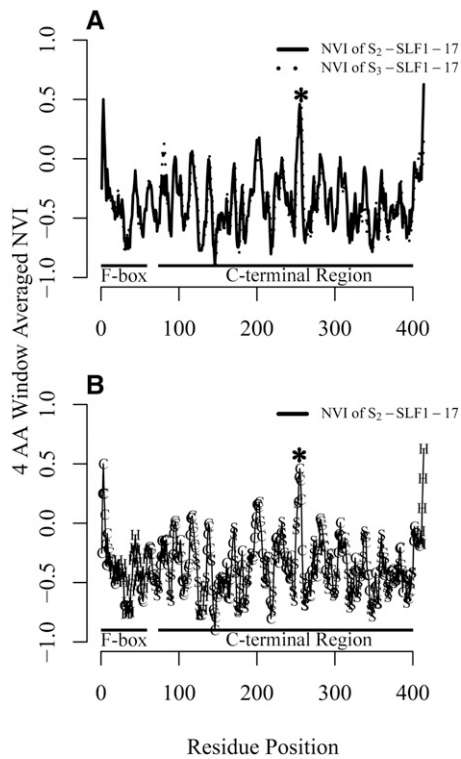 A
NVI of S2−SLF1−17
NVI of S3−SLF1−17
*
1.0
0.5
0.0
−0.5
−1.0
F-box C-terminal Region
0 100 200 300 400
4 AA Window Averaged NVI
B
NVI of S2−SLF1−17
*
1.0
0.5
0.0
−0.5
−1.0
F-box C-terminal Region
0 100 200 300 400
Residue Position